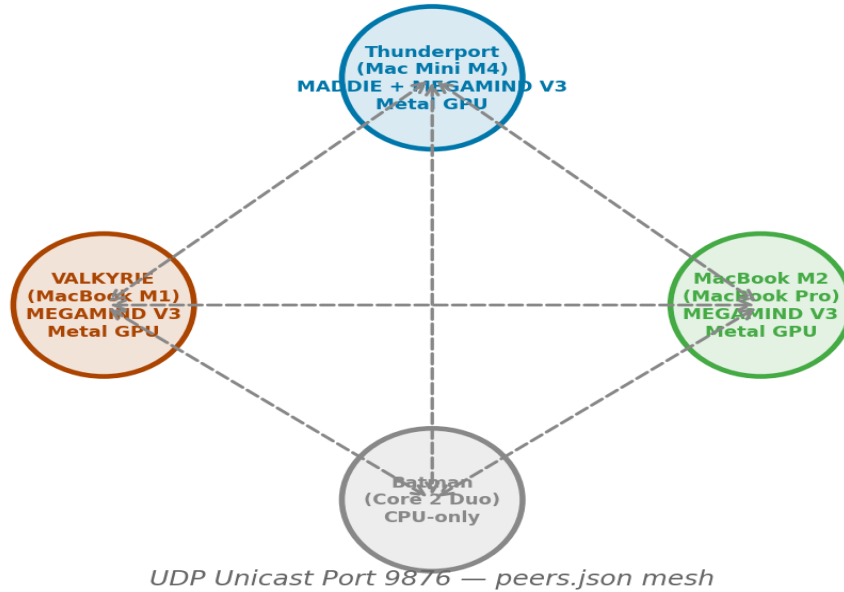 Thunderport
(Mac Mini M4)
MADDIE + MEGAMIND V3
Metal GPU
VALKYRIE
(MacBook M1)
MEGAMIND V3
Metal GPU
MacBook M2
(MacBook Pro)
MEGAMIND V3
Metal GPU
Batman
(Core 2 Duo)
CPU-only
UDP Unicast Port 9876 — peers.json mesh